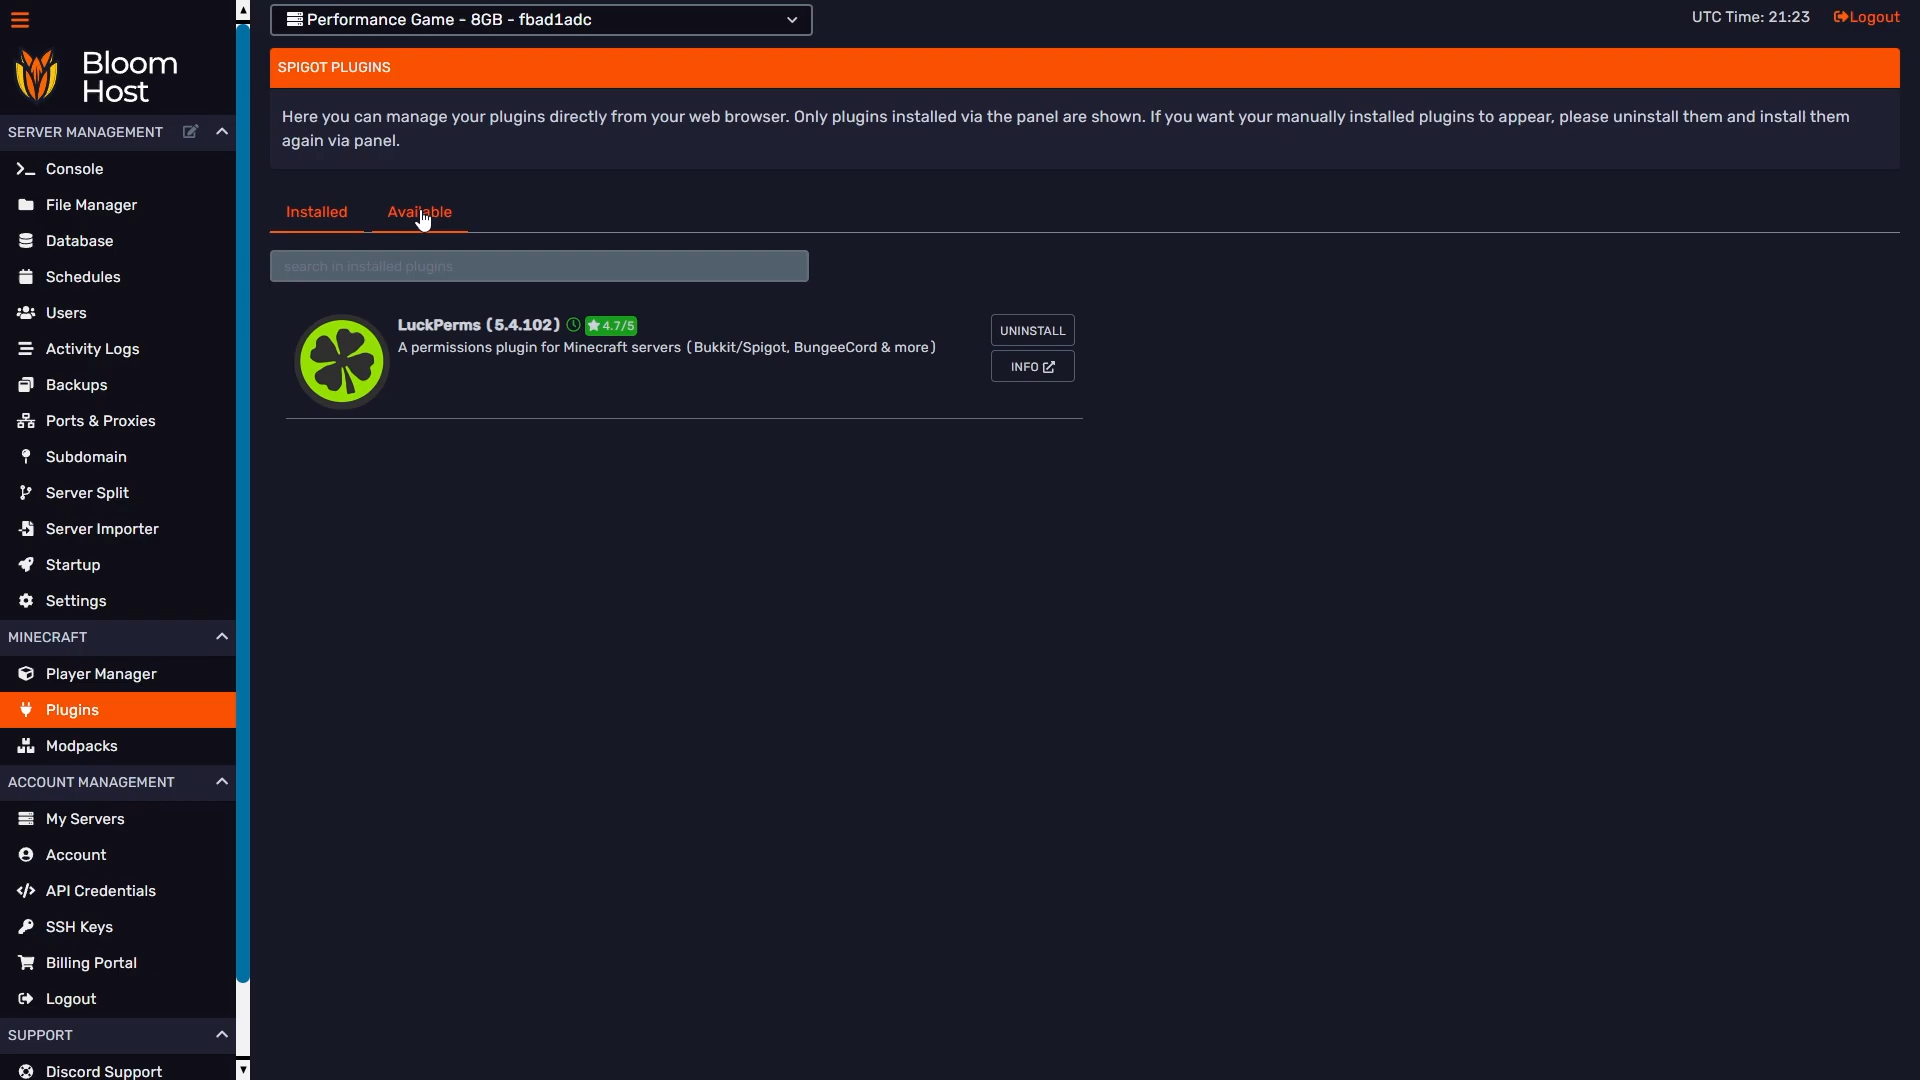 Performance Game - 8GB - fbad1adc
UTC Time: 21:23
Logout
Bloom
Host
SPIGOT PLUGINS
Here you can manage your plugins directly from your web browser. Only plugins installed via the panel are shown. If you want your manually installed plugins to appear, please uninstall them and install them
again via panel.
SERVER MANAGEMENT
Console
File Manager
Database
Schedules
Users
Activity Logs
Backups
Ports & Proxies
Subdomain
Server Split
Server Importer
Startup
Settings
MINECRAFT
Player Manager
Plugins
Modpacks
ACCOUNT MANAGEMENT
My Servers
Account
API Credentials
SSH Keys
Billing Portal
Logout
SUPPORT
Discord Support
Installed
Available
search in installed plugins
LuckPerms (5.4.102) 4.7/5
A permissions plugin for Minecraft servers (Bukkit/Spigot, BungeeCord & more)
UNINSTALL
INFO